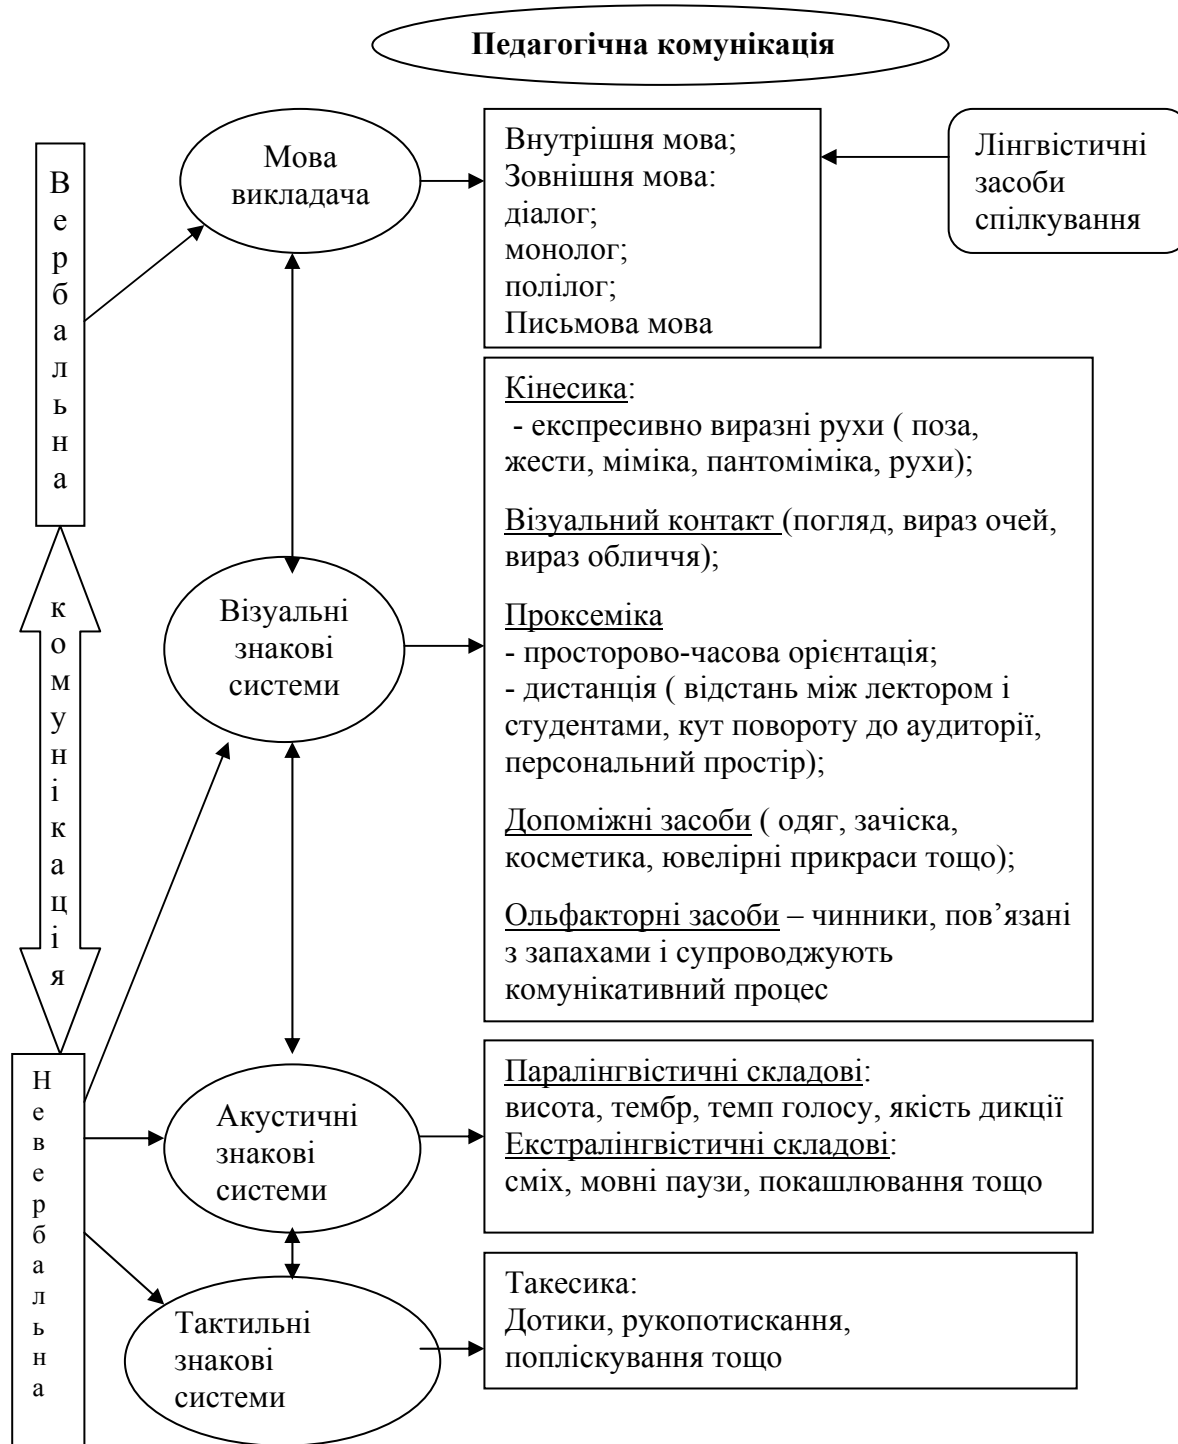 Педагогічна комунікація
Вербальна
комунікація
Невербальна
Мова
викладача
Внутрішня мова;
Зовнішня мова:
діалог;
монолог;
полілог;
Письмова мова
Лінгвістичні
засоби
спілкування
Візуальні
знакові
системи
Кінесика:
- експресивно виразні рухи ( поза,
жести, міміка, пантоміміка, рухи);
Візуальний контакт (погляд, вираз очей,
вираз обличчя);
Проксеміка
- просторово-часова орієнтація;
- дистанція ( відстань між лектором і
студентами, кут повороту до аудиторії,
персональний простір);
Допоміжні засоби ( одяг, зачіска,
косметика, ювелірні прикраси тощо);
Ольфакторні засоби – чинники, пов’язані
з запахами і супроводжують
комунікативний процес
Акустичні
знакові
системи
Паралінгвістичні складові:
висота, тембр, темп голосу, якість дикції
Екстралінгвістичні складові:
сміх, мовні паузи, покашлювання тощо
Тактильні
знакові
системи
Такесика:
Дотики, рукопотискання,
попліскування тощо